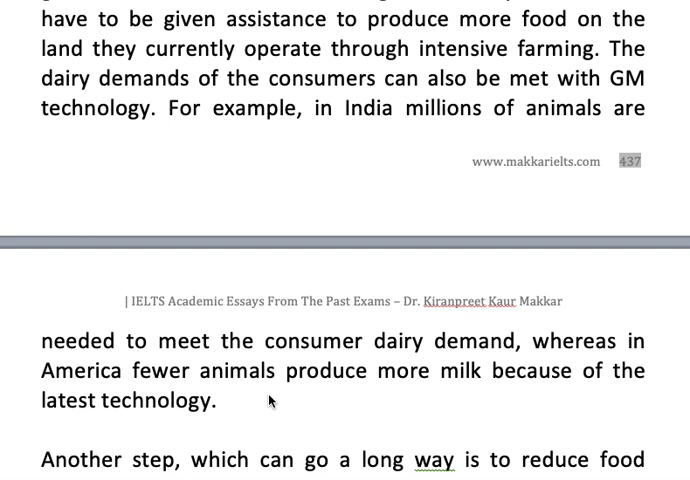 have to be given assistance to produce more food on the
land they currently operate through intensive farming. The
dairy demands of the consumers can also be met with GM
technology. For example, in India millions of animals are
www.makkarielts.com 437
| IELTS Academic Essays From The Past Exams – Dr. Kiranpreet Kaur Makkar
needed to meet the consumer dairy demand, whereas in
America fewer animals produce more milk because of the
latest technology.
Another step, which can go a long way is to reduce food